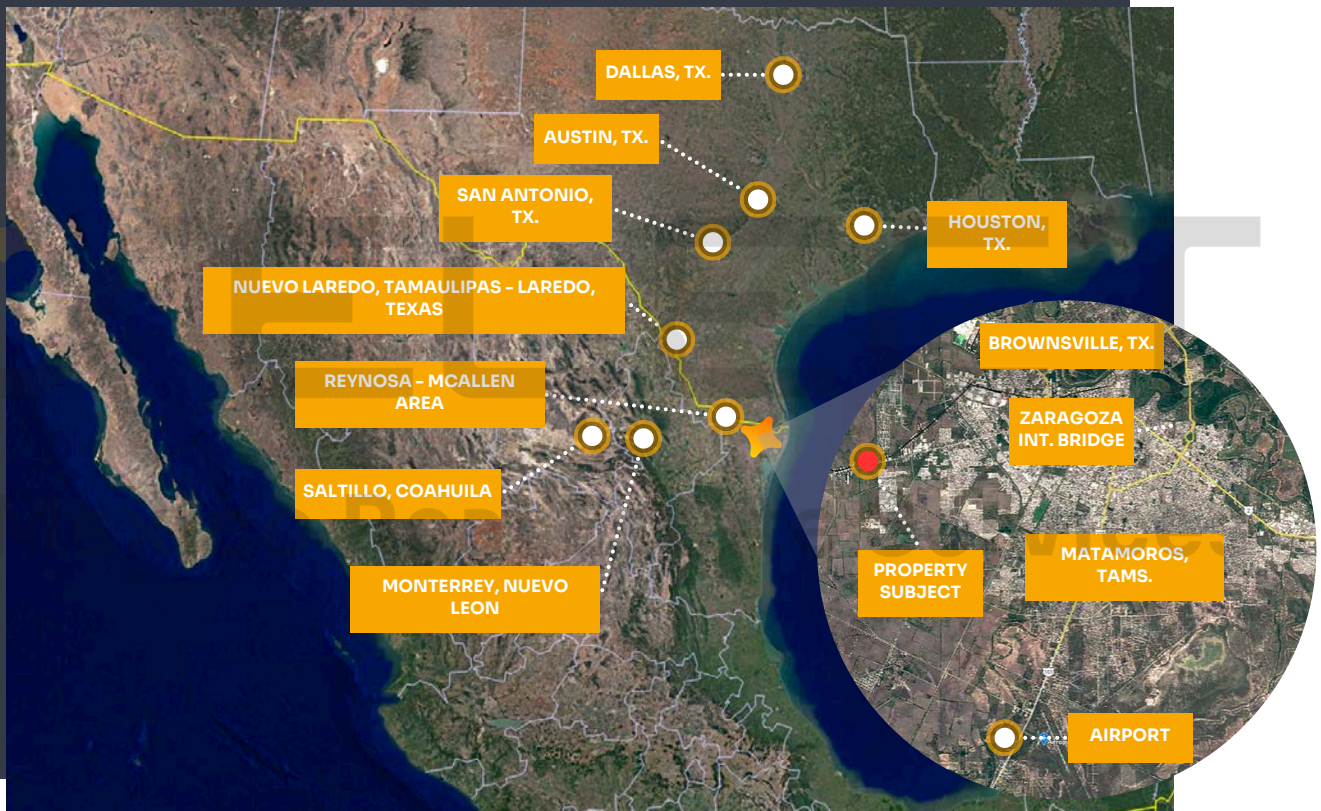 DALLAS, TX.
AUSTIN, TX.
SAN ANTONIO,
TX.
HOUSTON,
TX.
NUEVO LAREDO, TAMAULIPAS – LAREDO,
TEXAS
BROWNSVILLE, TX.
REYNOSA – MCALLEN
AREA
ZARAGOZA
INT. BRIDGE
SALTILLO, COAHUILA
MATAMOROS,
TAMS.
PROPERTY
SUBJECT
MONTERREY, NUEVO
LEON
AIRPORT